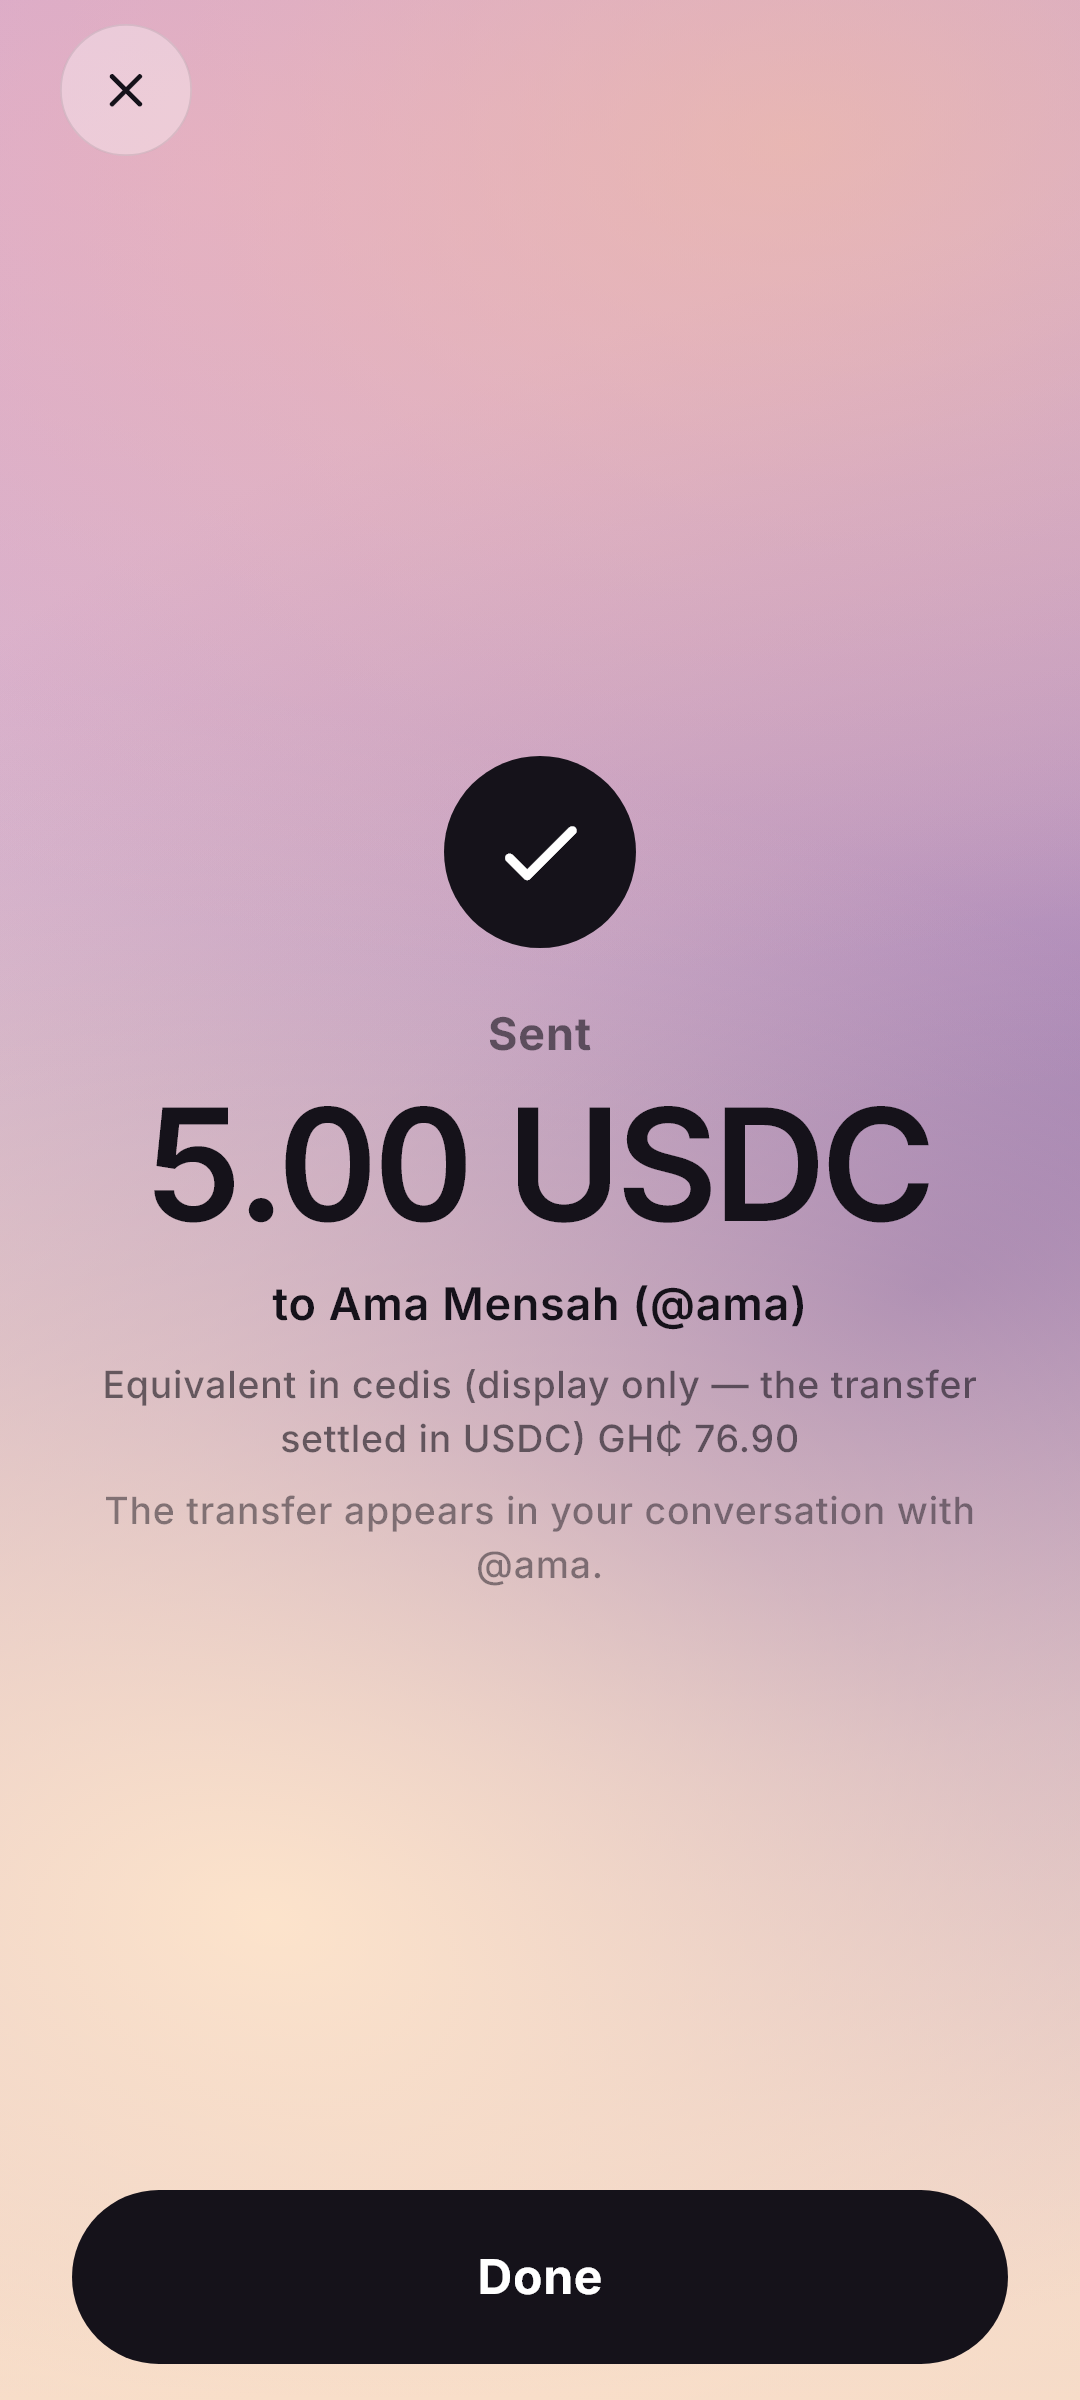 Sent
5.00 USDC
to Ama Mensah (@ama)
Equivalent in cedis (display only — the transfer
settled in USDC) GH₵ 76.90
The transfer appears in your conversation with
@ama.
Done